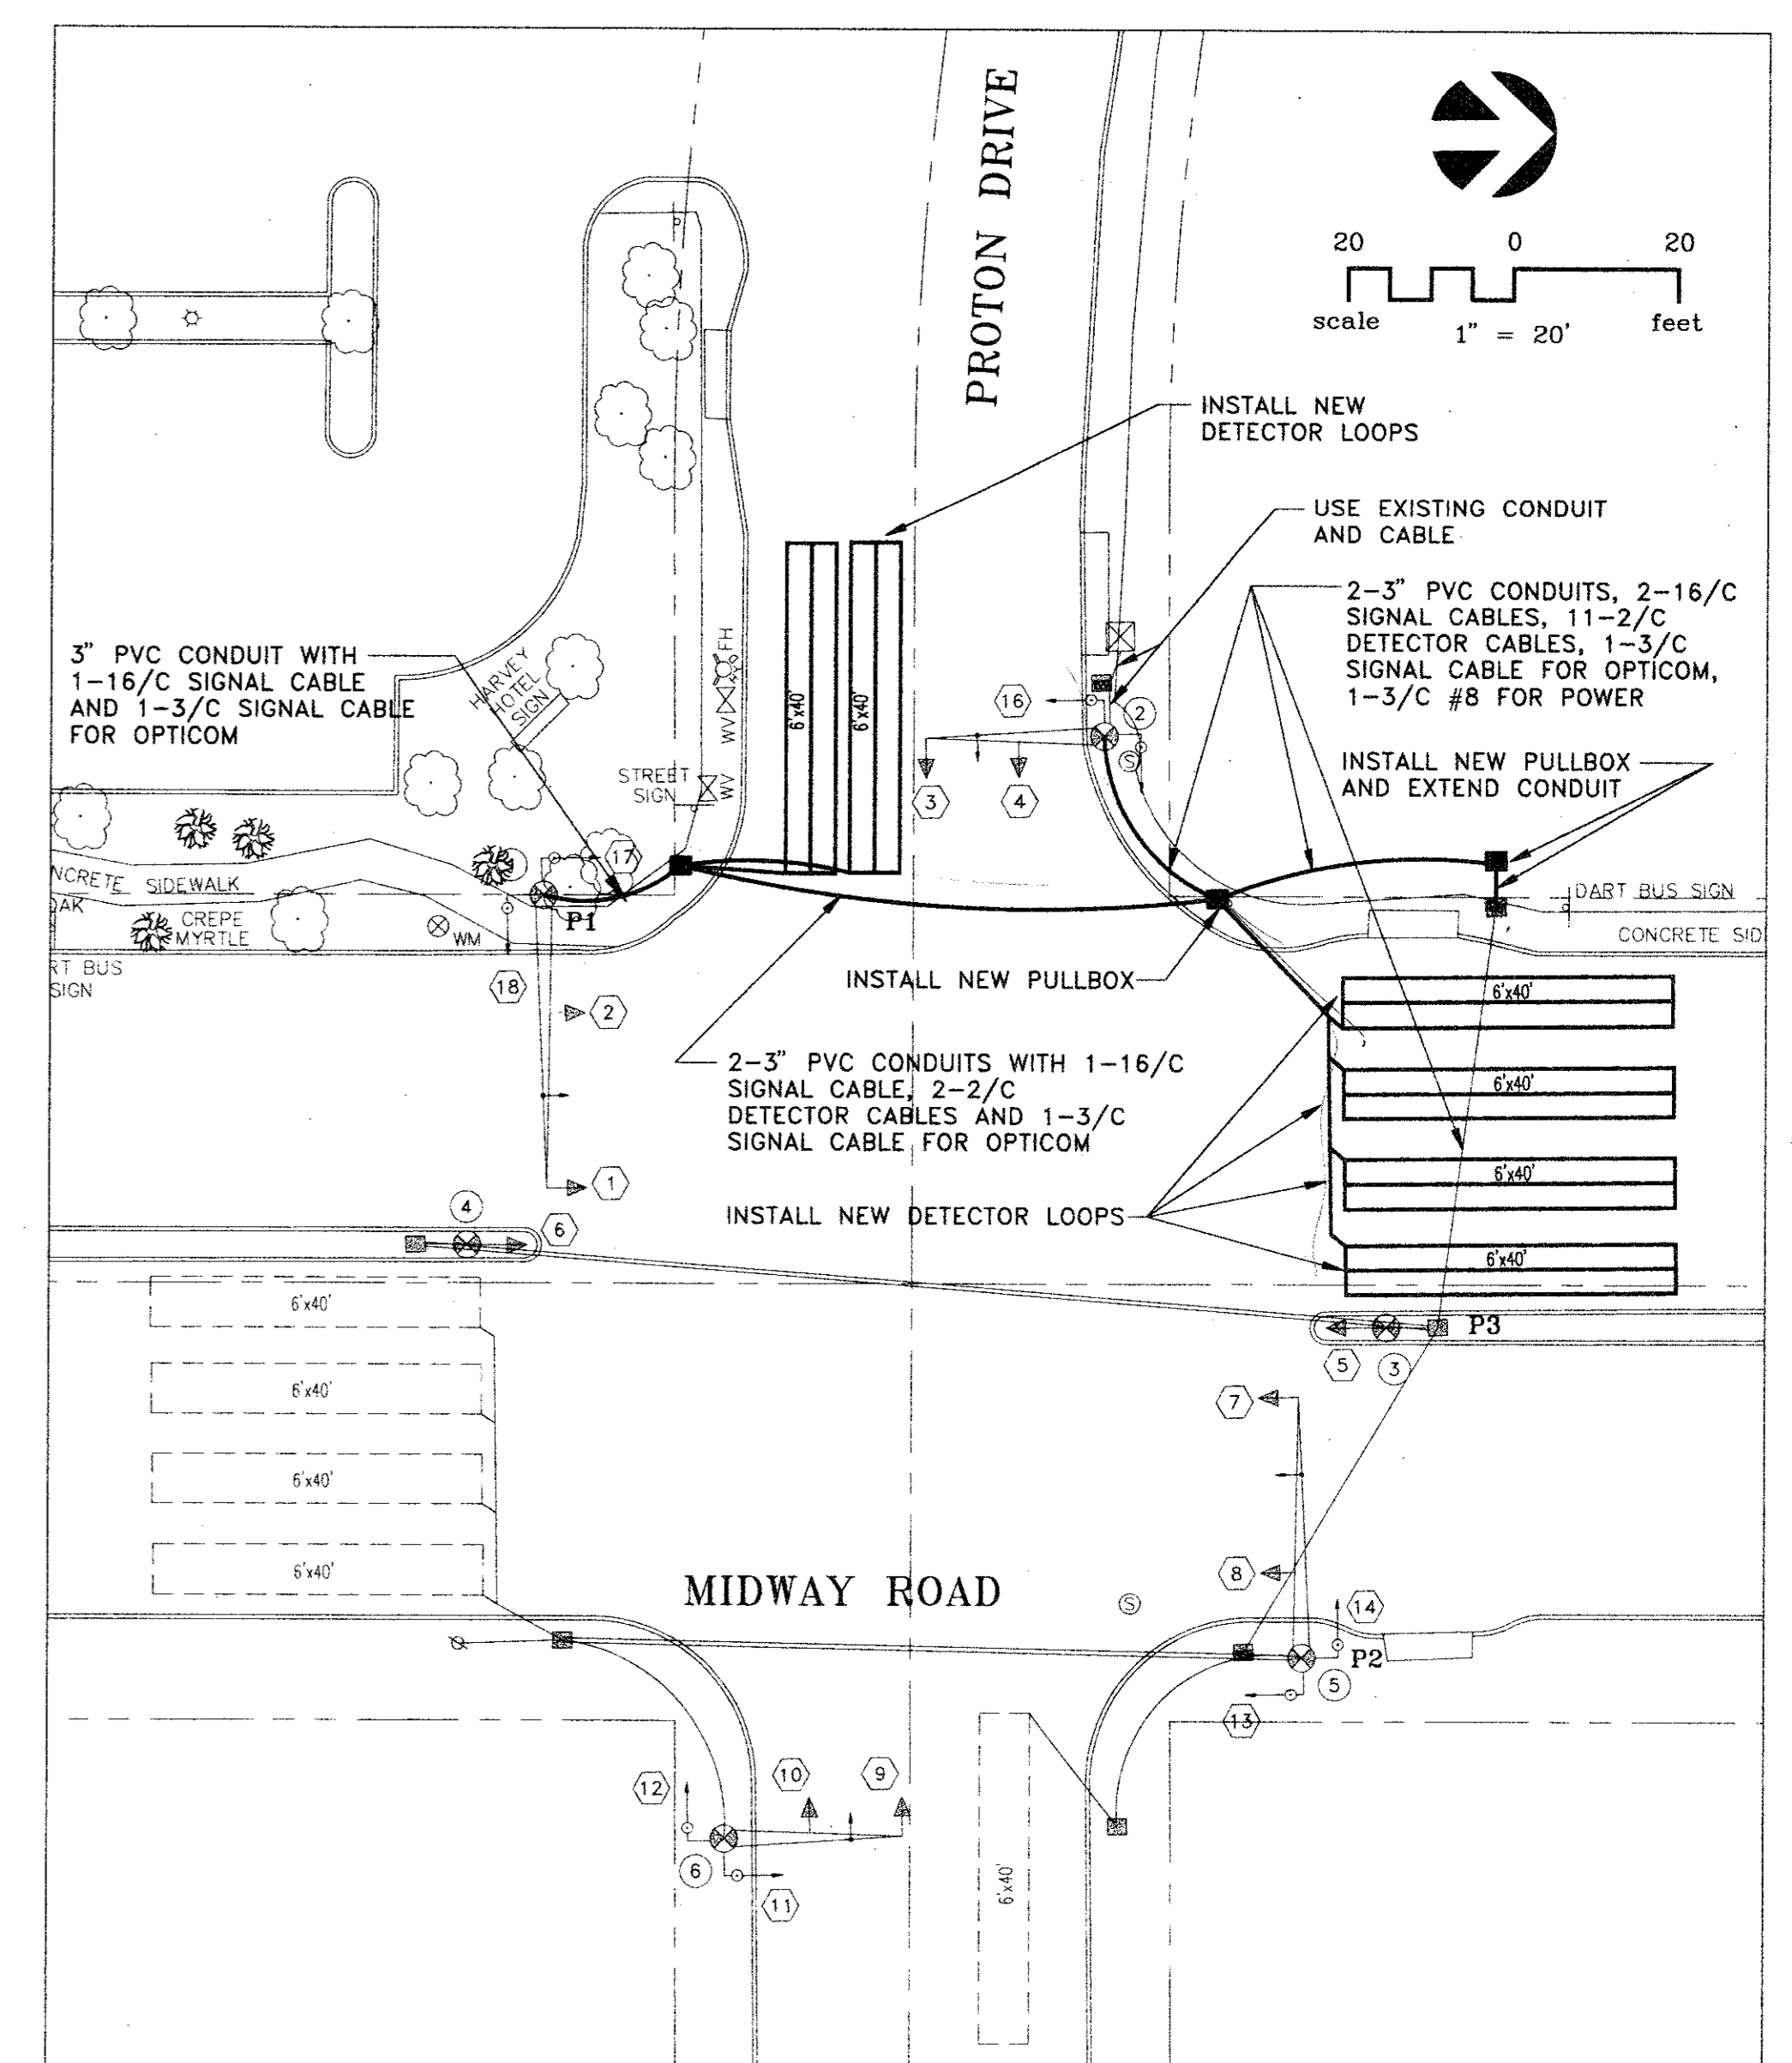 PROTON DRIVE
20 0 20
scale 1" = 20' feet
INSTALL NEW
DETECTOR LOOPS
USE EXISTING CONDUIT
AND CABLE
2-3" PVC CONDUITS, 2-16/C
SIGNAL CABLES, 11-2/C
DETECTOR CABLES, 1-3/C
SIGNAL CABLE FOR OPTICOM,
1-3/C #8 FOR POWER
3" PVC CONDUIT WITH
1-16/C SIGNAL CABLE
AND 1-3/C SIGNAL CABLE
FOR OPTICOM
HARVEY
HOTEL
SIGN
FH
WV
WV
STREET
SIGN
6'x40'
6'x40'
16
2
S
3
4
INSTALL NEW PULLBOX
AND EXTEND CONDUIT
17
NCRETE SIDEWALK
OAK
CREPE
MYRTLE
WM
P1
RT BUS
SIGN
18
2
1
DART BUS SIGN
CONCRETE SID
INSTALL NEW PULLBOX
6'x40'
2-3" PVC CONDUITS WITH 1-16/C
SIGNAL CABLE, 2-2/C
DETECTOR CABLES AND 1-3/C
SIGNAL CABLE FOR OPTICOM
6'x40'
6'x40'
INSTALL NEW DETECTOR LOOPS
6'x40'
4
6
P3
5
3
6'x40'
6'x40'
6'x40'
6'x40'
7
8
MIDWAY ROAD
S
14
P2
5
13
12
10
9
6
11
6'x40'